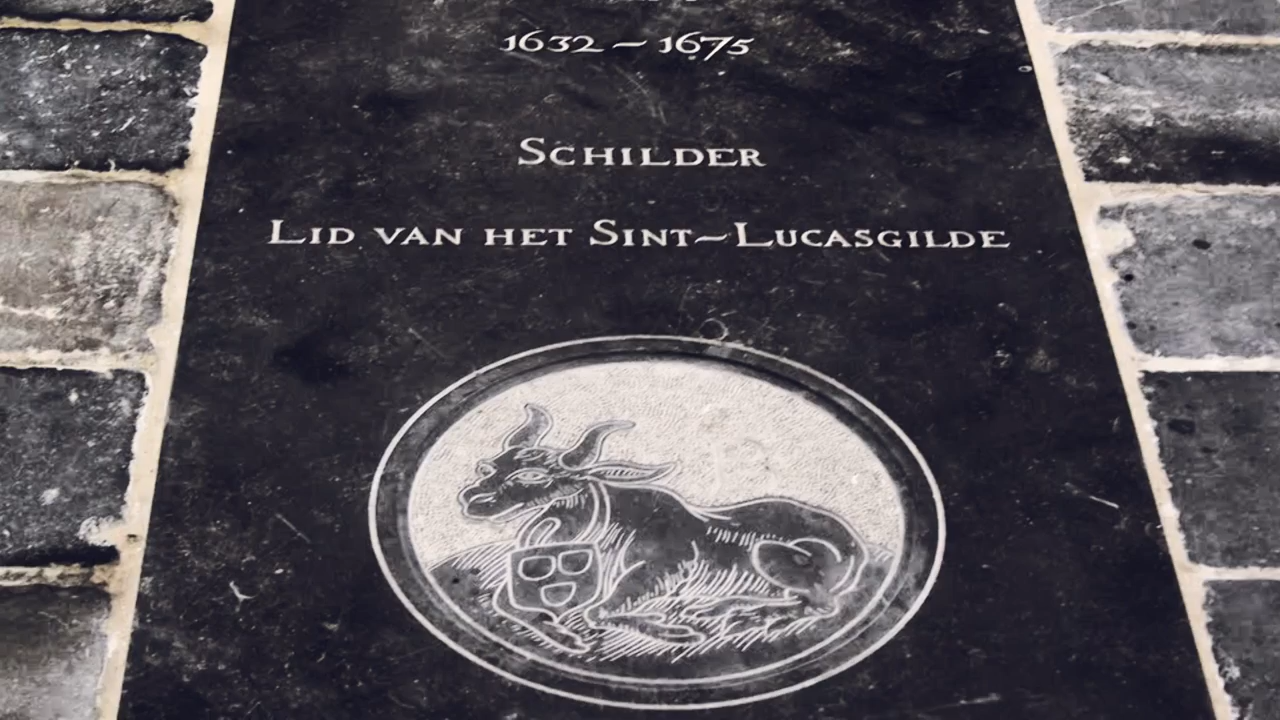 1632 – 1675
Schilder
Lid van het Sint-Lucasgilde